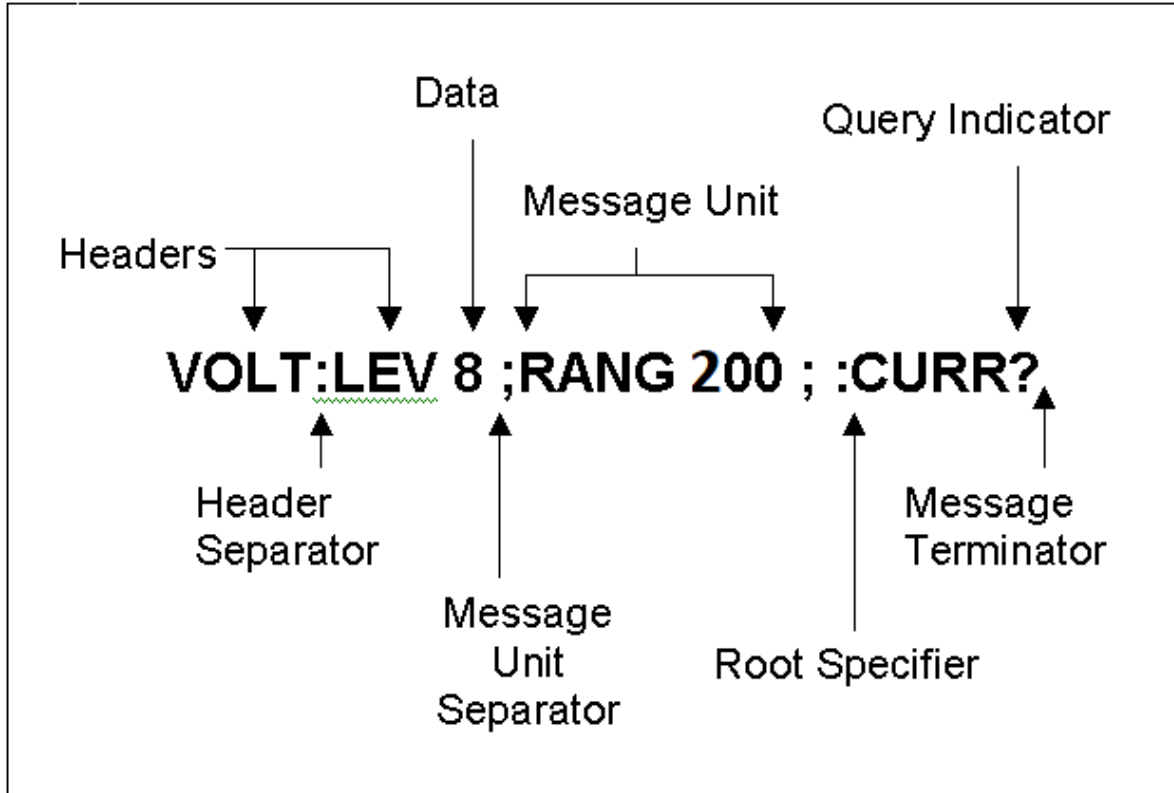 Data
Query Indicator
Message Unit
Headers
VOLT:LEV 8 ;RANG 200 ; :CURR?
Header
Separator
Message
Terminator
Message
Unit
Separator
Root Specifier